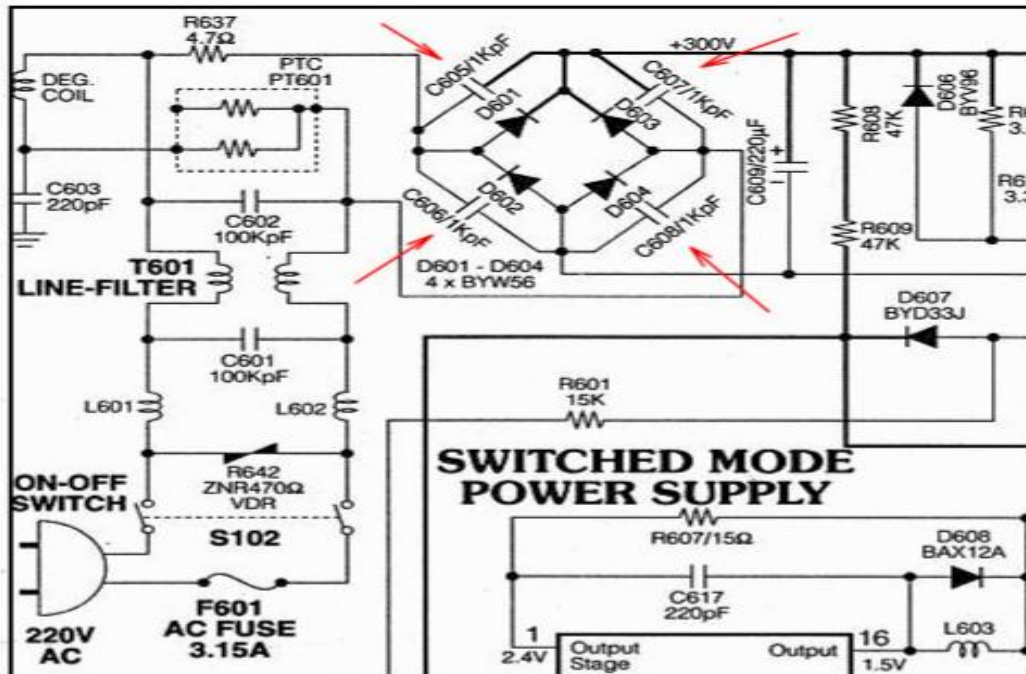 R637
4.7Ω
PTC
PT601
DEG.
COIL
C603
220pF
C602
100KpF
T601
LINE-FILTER
C601
100KpF
L601
L602
R642
ZNR470Ω
VDR
ON-OFF
SWITCH
S102
F601
AC FUSE
3.15A
220V
AC
C605/1KpF
D601
C607/1KpF
D603
+300V
C606/1KpF
D602
D604
C608/1KpF
D601 - D604
4 x BYW56
C609/220µF
+
−
R608
47K
D606
BYV96
R609
47K
D607
BYD33J
R601
15K
SWITCHED MODE
POWER SUPPLY
R607/15Ω
D608
BAX12A
C617
220pF
L603
1
2.4V
Output
Stage
Output
16
1.5V